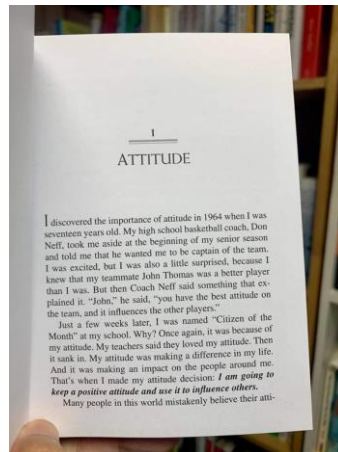 1
ATTITUDE
I discovered the importance of attitude in 1964 when I was
seventeen years old. My high school basketball coach, Don
Neff, took me aside at the beginning of my senior season
and told me that he wanted me to be captain of the team.
I was excited, but I was also a little surprised, because I
knew that my teammate John Thomas was a better player
than I was. But then Coach Neff said something that ex-
plained it. “John,” he said, “you have the best attitude on
the team, and it influences the other players.”
Just a few weeks later, I was named “Citizen of the
Month” at my school. Why? Once again, it was because of
my attitude. My teachers said they loved my attitude. Then
it sank in. My attitude was making a difference in my life.
And it was making an impact on the people around me.
That’s when I made my attitude decision: I am going to
keep a positive attitude and use it to influence others.
Many people in this world mistakenly believe their atti-